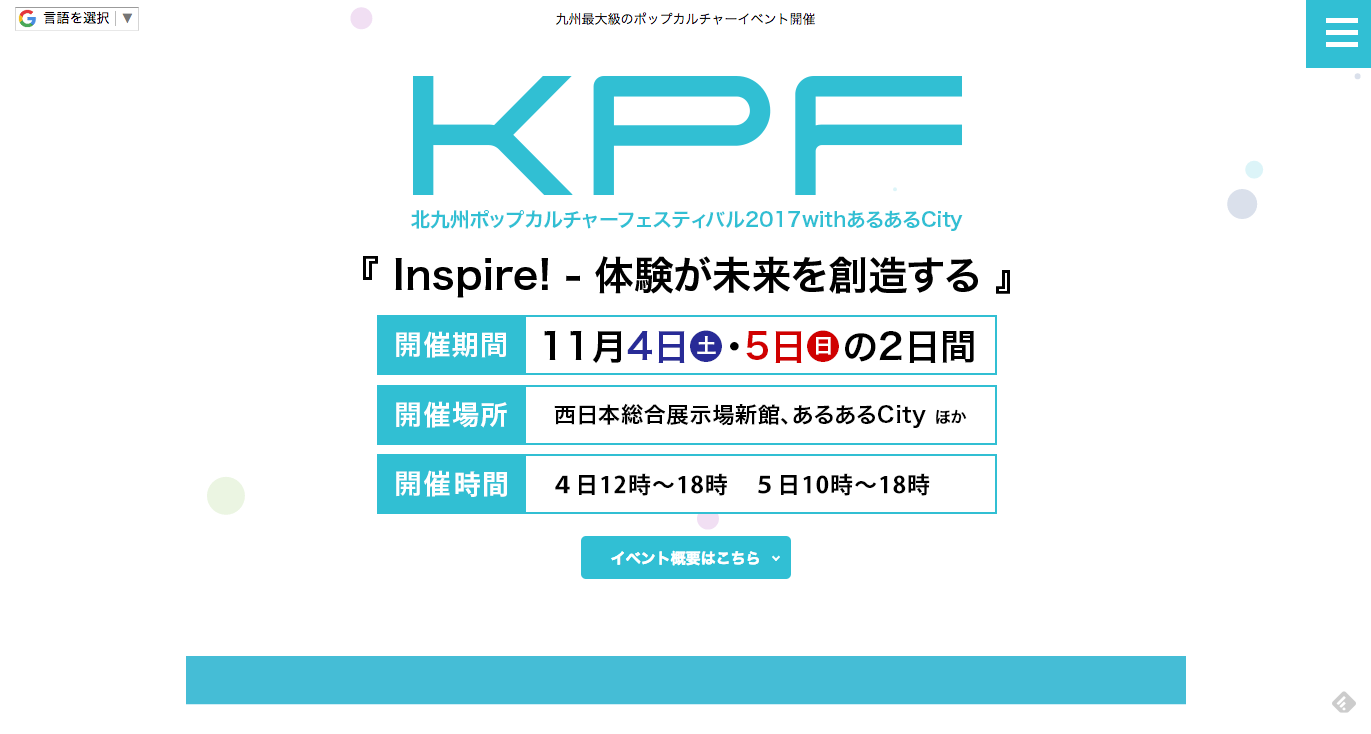 言語を選択 ▼
九州最大級のポップカルチャーイベント開催
KPF
北九州ポップカルチャーフェスティバル2017withあるあるCity
『 Inspire! - 体験が未来を創造する 』
開催期間 11月4日土・5日日の2日間
開催場所 西日本総合展示場新館、あるあるCity ほか
開催時間 4日12時～18時 5日10時～18時
イベント概要はこちら